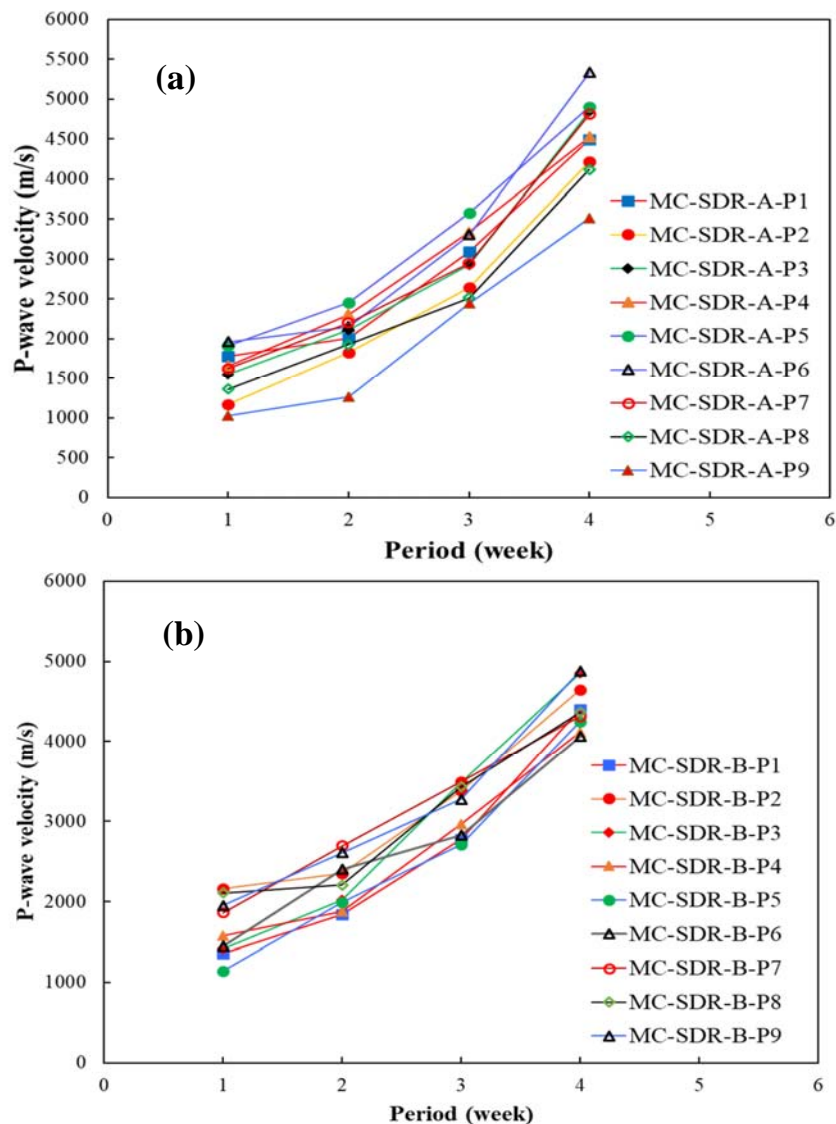 (a)
P-wave velocity (m/s)
6000
5500
5000
4500
4000
3500
3000
2500
2000
1500
1000
500
0
MC-SDR-A-P1
MC-SDR-A-P2
MC-SDR-A-P3
MC-SDR-A-P4
MC-SDR-A-P5
MC-SDR-A-P6
MC-SDR-A-P7
MC-SDR-A-P8
MC-SDR-A-P9
0 1 2 3 4 5 6
Period (week)
(b)
P-wave velocity (m/s)
6000
5000
4000
3000
2000
1000
0
MC-SDR-B-P1
MC-SDR-B-P2
MC-SDR-B-P3
MC-SDR-B-P4
MC-SDR-B-P5
MC-SDR-B-P6
MC-SDR-B-P7
MC-SDR-B-P8
MC-SDR-B-P9
0 1 2 3 4 5 6
Period (week)